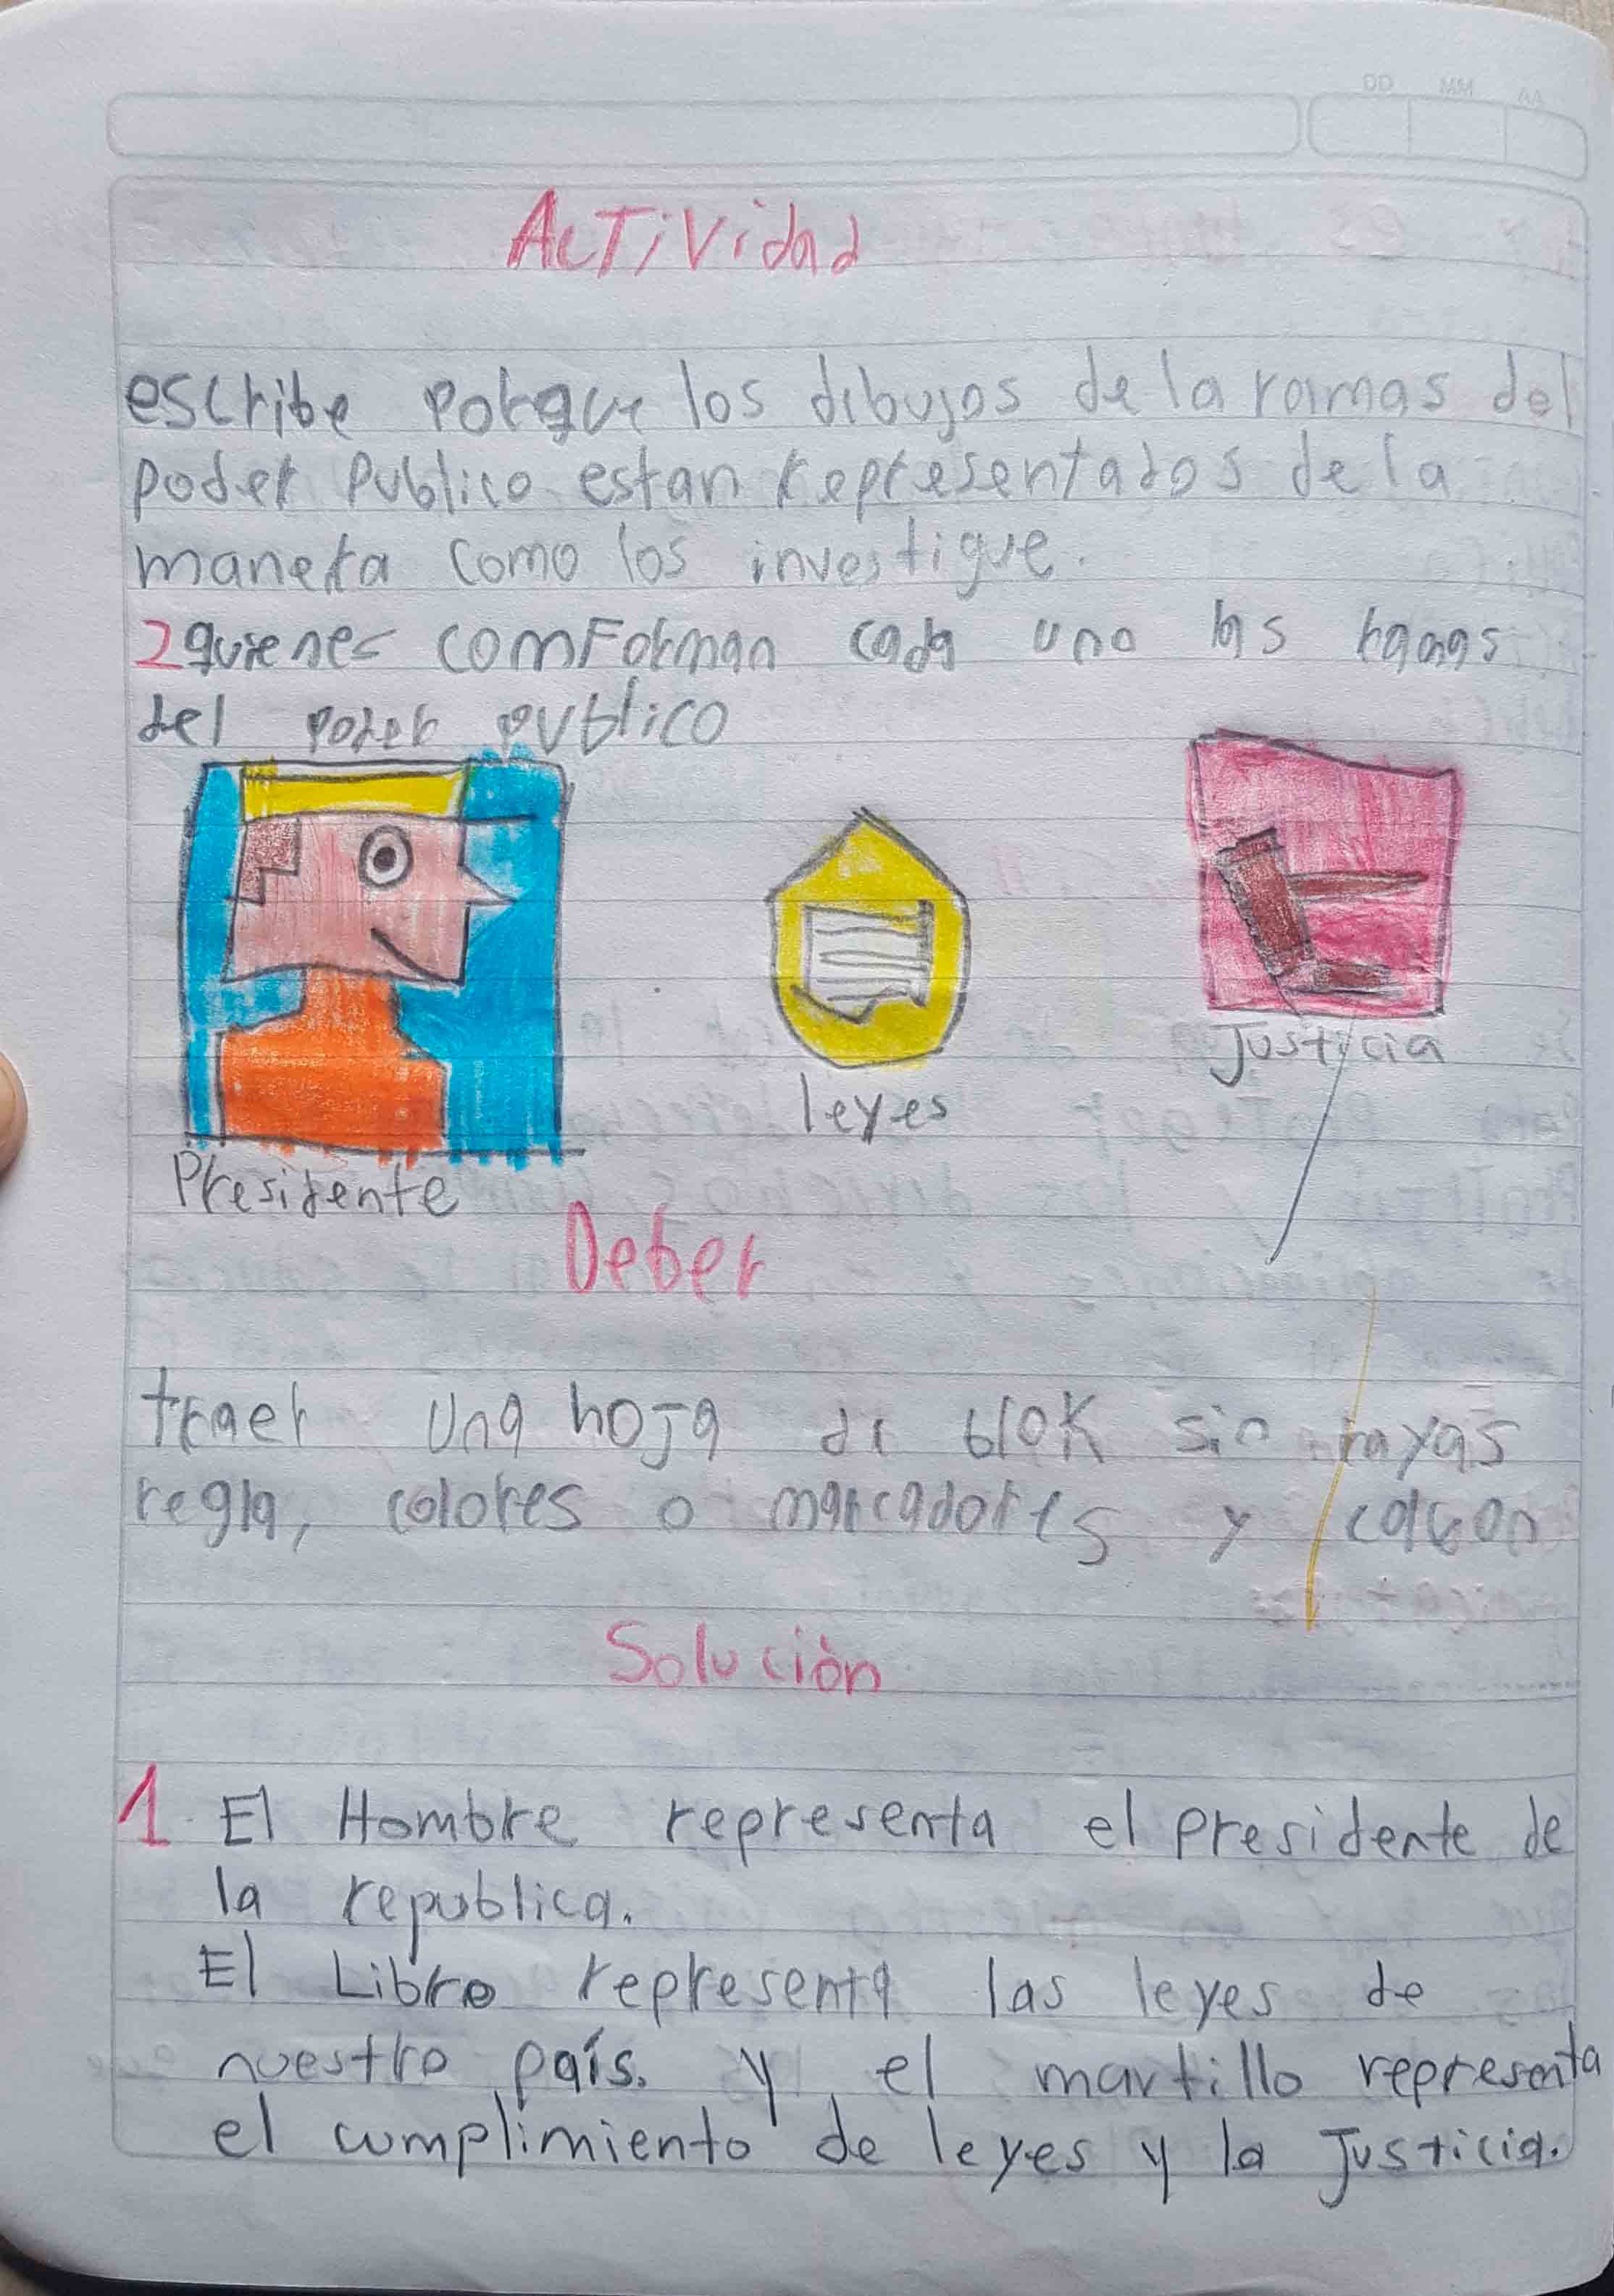 DD MM AA
Actividad
escribe porque los dibujos de la ramas del
poder Publico estan representados de la
manera como los investigue.
2 quienes comForman cada uno las ramas
del poder publico
Presidente
leyes
Justicia
Deber
traer una hoja de blok sin rayas
regla, colores o marcadores y colbon
Solución
1. El Hombre representa el presidente de
la republica.
El Libro representa las leyes de
nuestro país. y el martillo representa
el cumplimiento de leyes y la Justicia.